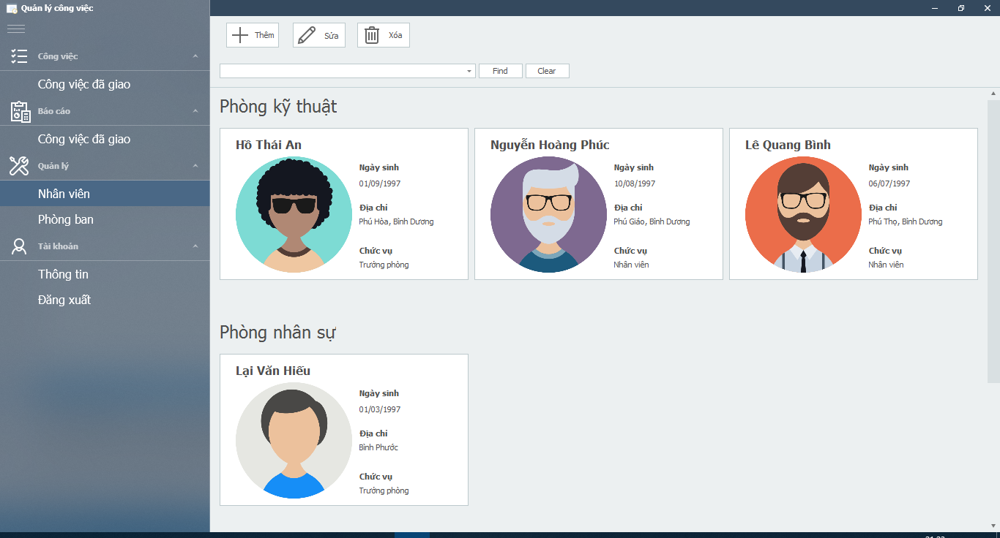 Quản lý công việc
Công việc
Công việc đã giao
Báo cáo
Công việc đã giao
Quản lý
Nhân viên
Phòng ban
Tài khoản
Thông tin
Đăng xuất
Thêm
Sửa
Xóa
Find
Clear
Phòng kỹ thuật
Hồ Thái An
Ngày sinh
01/09/1997
Địa chỉ
Phú Hòa, Bình Dương
Chức vụ
Trưởng phòng
Nguyễn Hoàng Phúc
Ngày sinh
10/08/1997
Địa chỉ
Phú Giáo, Bình Dương
Chức vụ
Nhân viên
Lê Quang Bình
Ngày sinh
06/07/1997
Địa chỉ
Phú Thọ, Bình Dương
Chức vụ
Nhân viên
Phòng nhân sự
Lại Văn Hiếu
Ngày sinh
01/03/1997
Địa chỉ
Bình Phước
Chức vụ
Trưởng phòng